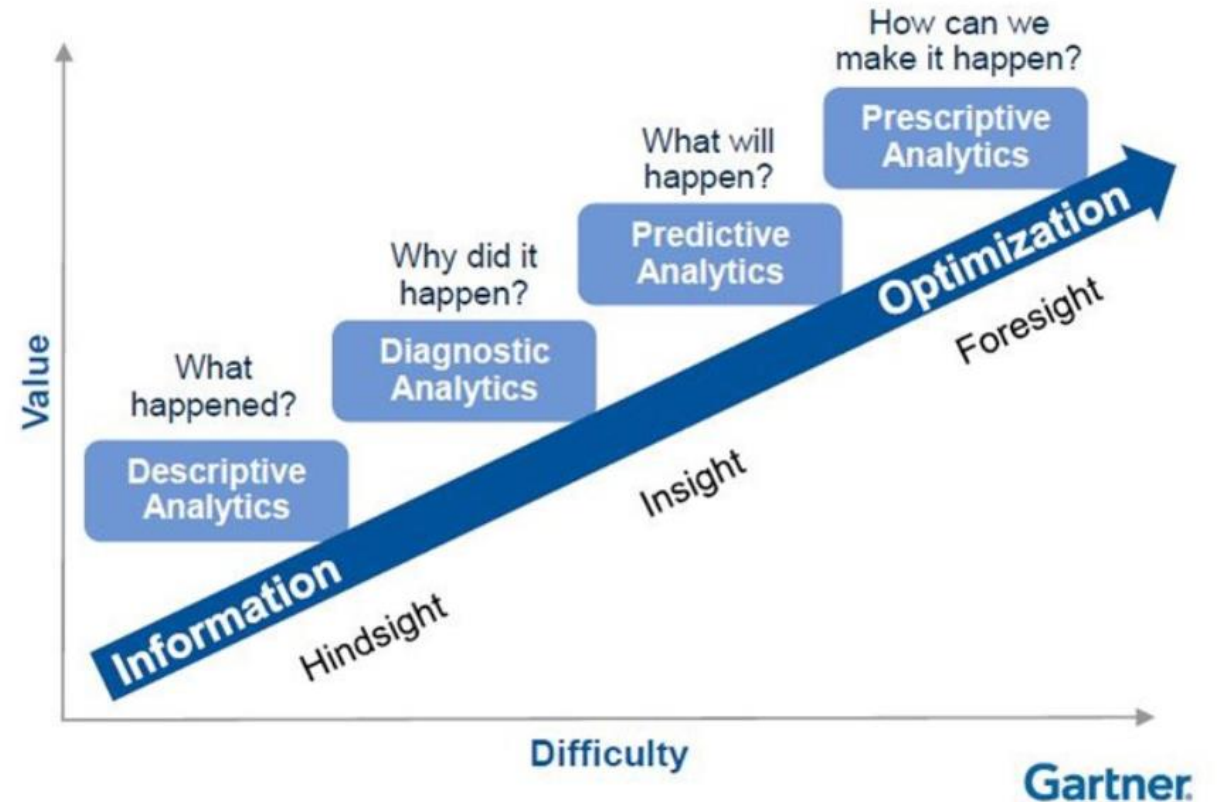 How can we
make it happen?
Prescriptive
Analytics
What will
happen?
Predictive
Analytics
Why did it
happen?
Diagnostic
Analytics
What
happened?
Descriptive
Analytics
Value
Information
Optimization
Hindsight
Insight
Foresight
Difficulty
Gartner.